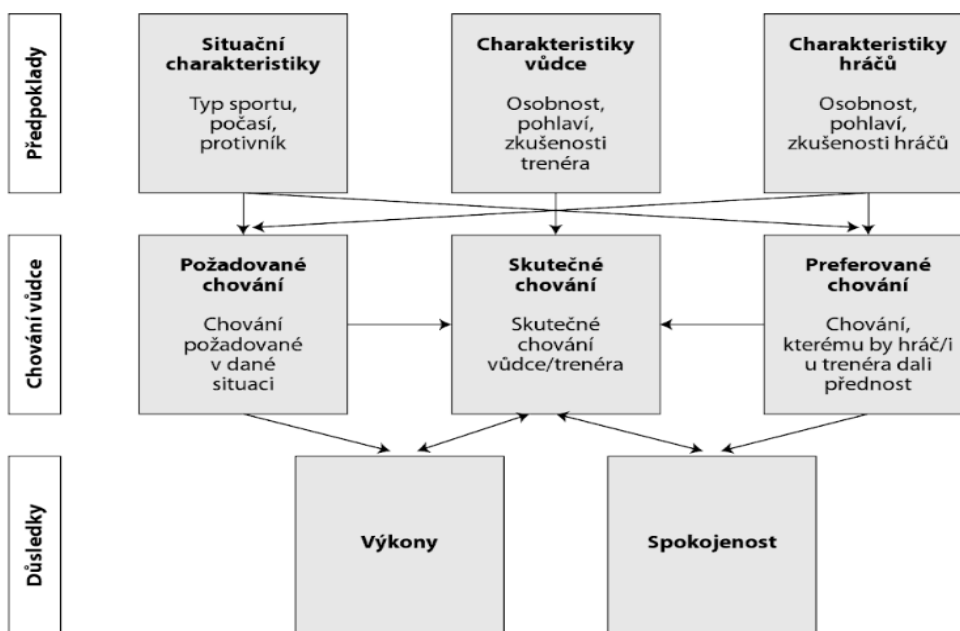 Předpoklady
Situační
charakteristiky
Typ sportu,
počasí,
protivník
Charakteristiky
vůdce
Osobnost,
pohlaví,
zkušenosti
trenéra
Charakteristiky
hráčů
Osobnost,
pohlaví,
zkušenosti hráčů
Chování vůdce
Požadované
chování
Chování
požadované
v dané
situaci
Skutečné
chování
Skutečné
chování
vůdce/trenéra
Preferované
chování
Chování,
kterému by hráč/i
u trenéra dali
přednost
Důsledky
Výkony
Spokojenost